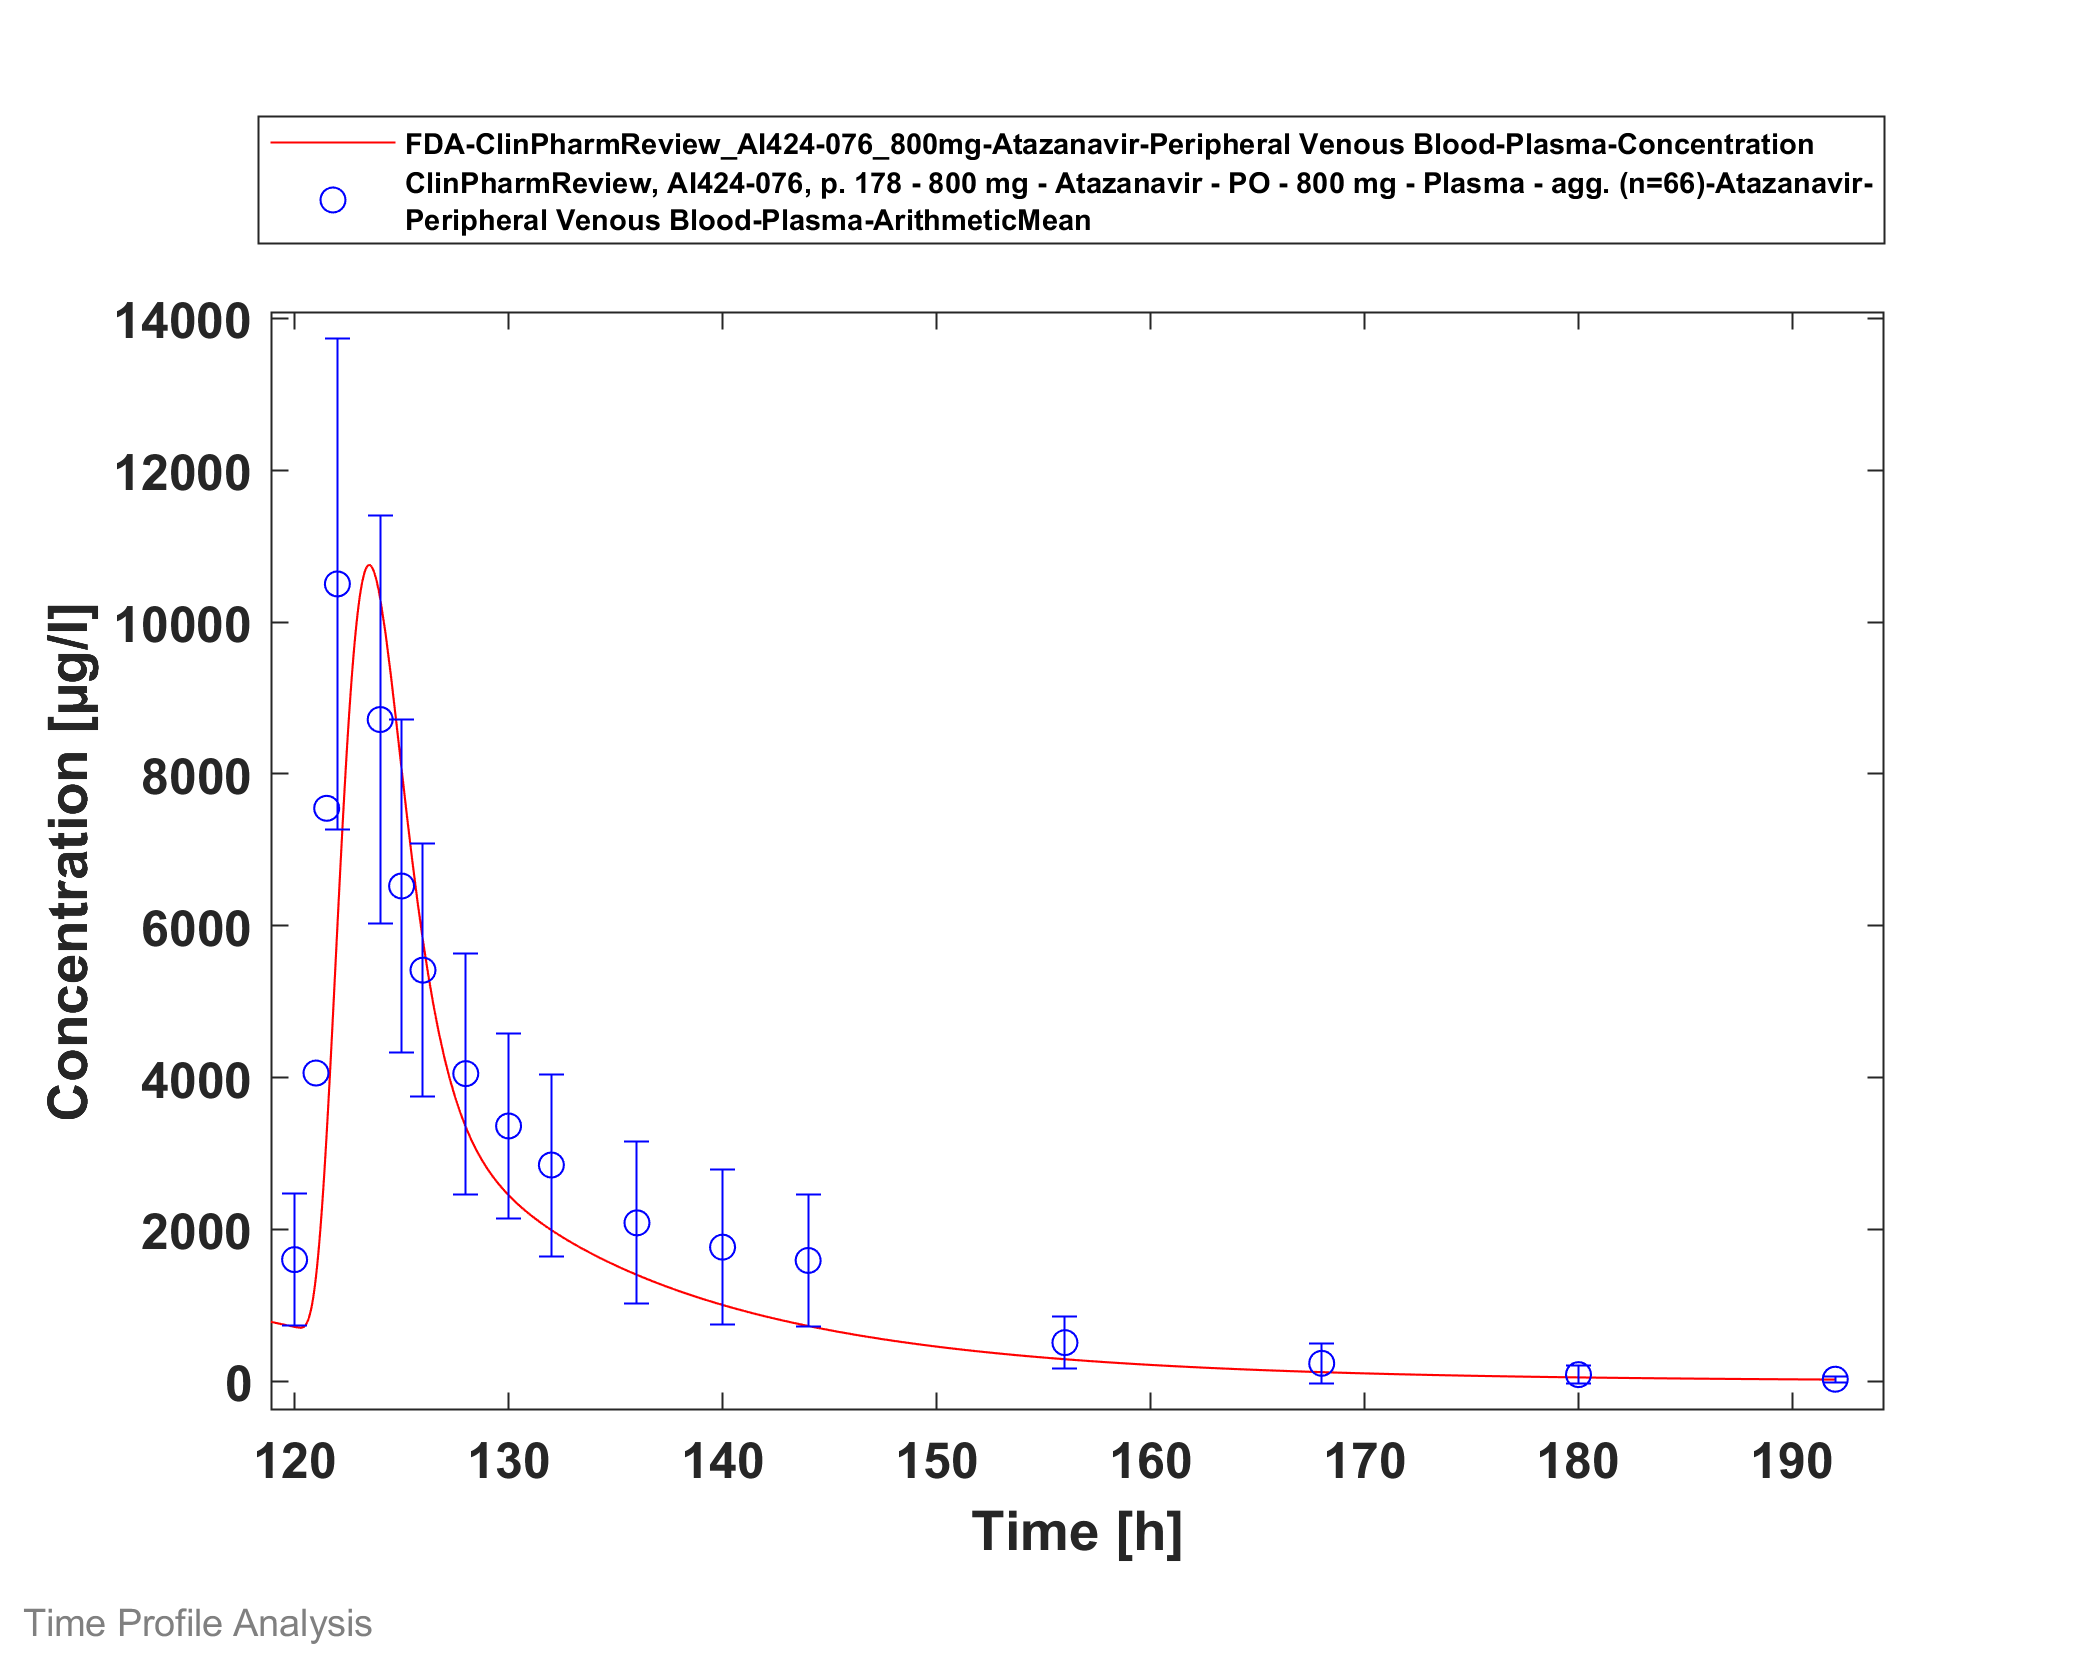 FDA-ClinPharmReview_AI424-076_800mg-Atazanavir-Peripheral Venous Blood-Plasma-Concentration
ClinPharmReview, AI424-076, p. 178 - 800 mg - Atazanavir - PO - 800 mg - Plasma - agg. (n=66)-Atazanavir-
Peripheral Venous Blood-Plasma-ArithmeticMean
14000
12000
10000
8000
6000
4000
2000
0
Concentration [µg/l]
120 130 140 150 160 170 180 190
Time [h]
Time Profile Analysis